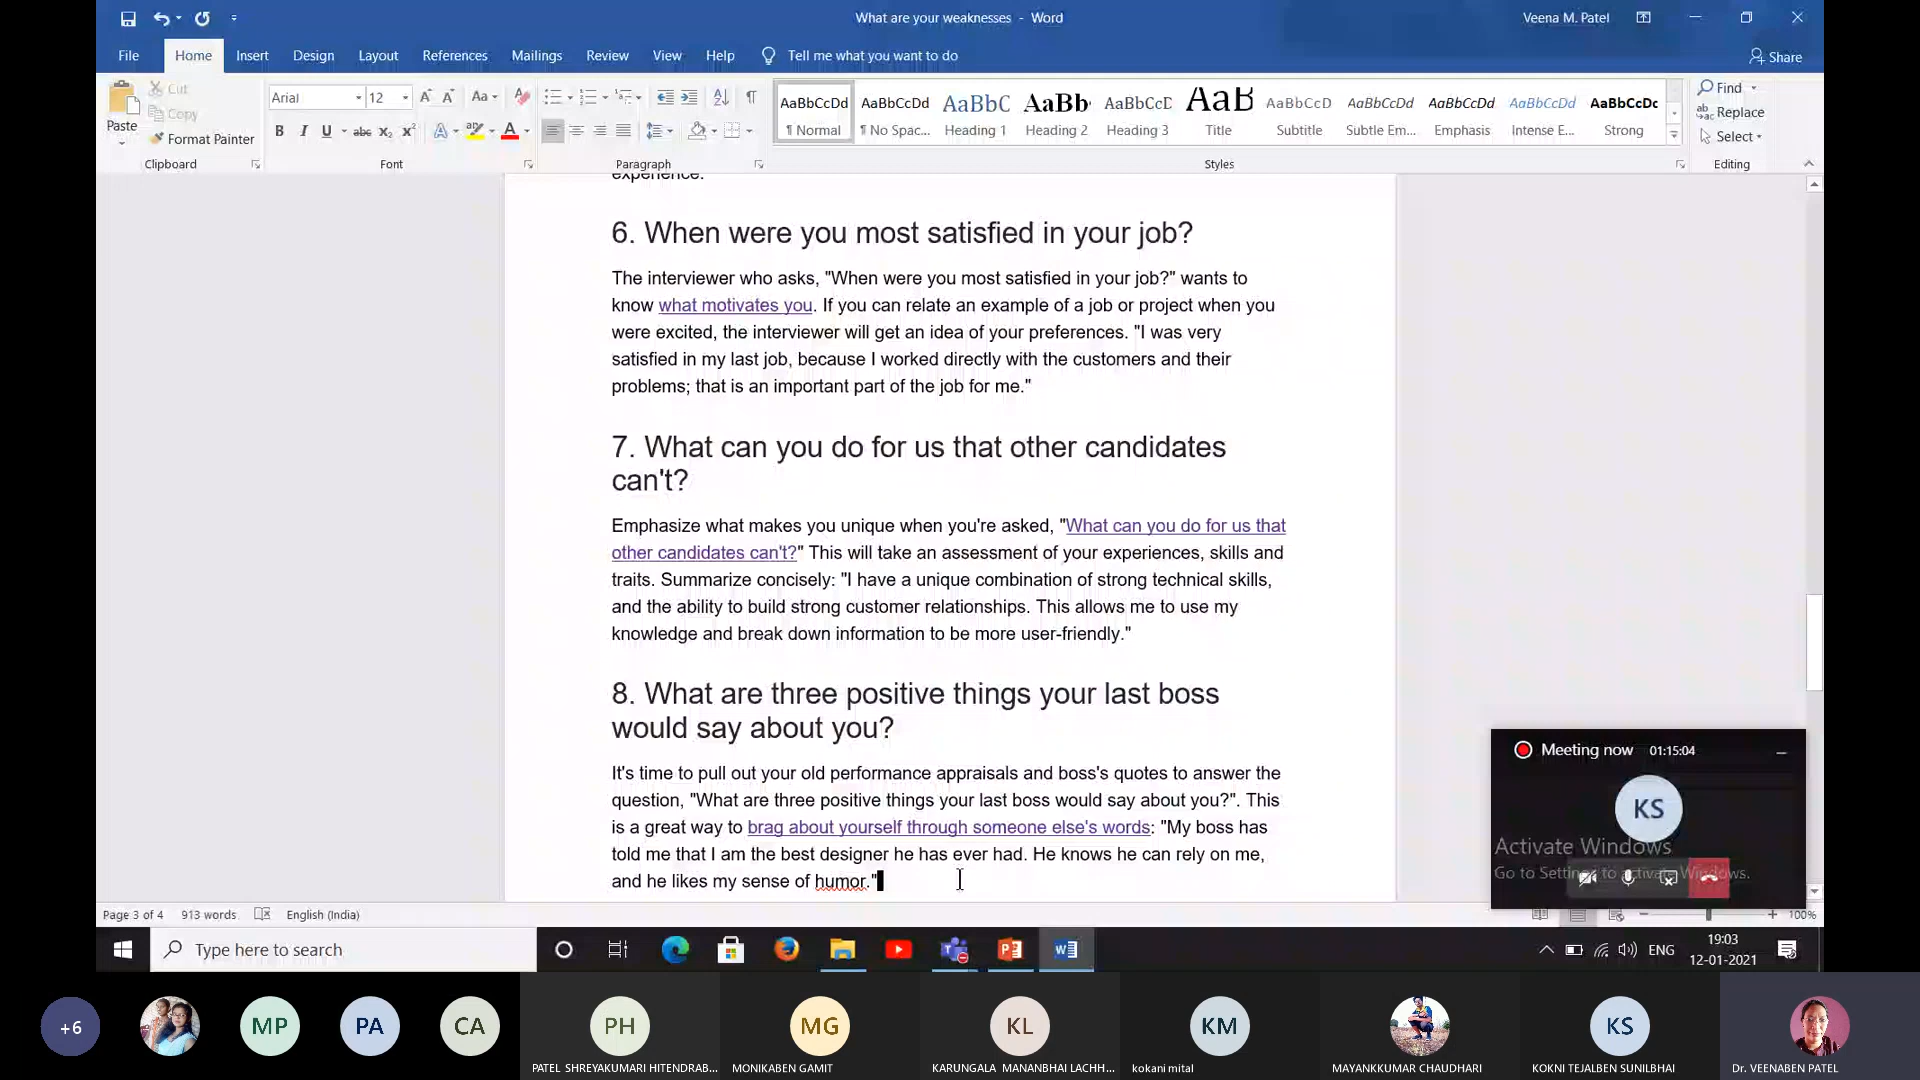 What are your weaknesses - Word
Veena M. Patel
File Home Insert Design Layout References Mailings Review View Help Tell me what you want to do
Share
Paste
Cut
Copy
Format Painter
Clipboard
Arial 12
Font
Paragraph
AaBbCcDd AaBbCcDd AaBbC AaBb AaBbCcD AaB AaBbCcD AaBbCcDd AaBbCcDd AaBbCcDd AaBbCcDc
¶ Normal ¶ No Spac... Heading 1 Heading 2 Heading 3 Title Subtitle Subtle Em... Emphasis Intense E... Strong
Styles
Find
Replace
Select
Editing
experience.
6. When were you most satisfied in your job?
The interviewer who asks, "When were you most satisfied in your job?" wants to
know what motivates you. If you can relate an example of a job or project when you
were excited, the interviewer will get an idea of your preferences. "I was very
satisfied in my last job, because I worked directly with the customers and their
problems; that is an important part of the job for me."
7. What can you do for us that other candidates
can't?
Emphasize what makes you unique when you're asked, "What can you do for us that
other candidates can't?" This will take an assessment of your experiences, skills and
traits. Summarize concisely: "I have a unique combination of strong technical skills,
and the ability to build strong customer relationships. This allows me to use my
knowledge and break down information to be more user-friendly."
8. What are three positive things your last boss
would say about you?
It's time to pull out your old performance appraisals and boss's quotes to answer the
question, "What are three positive things your last boss would say about you?". This
is a great way to brag about yourself through someone else's words: "My boss has
told me that I am the best designer he has ever had. He knows he can rely on me,
and he likes my sense of humor."
Meeting now 01:15:04
KS
Activate Windows
Go to Settings to activate Windows.
Page 3 of 4 913 words English (India)
100%
Type here to search
ENG
19:03
12-01-2021
+6
MP
PA
CA
PH
MG
KL
KM
KS
PATEL SHREYAKUMARI HITENDRAB...
MONIKABEN GAMIT
KARUNGALA MANANBHAI LACHH...
kokani mital
MAYANKKUMAR CHAUDHARI
KOKNI TEJALBEN SUNILBHAI
Dr. VEENABEN PATEL